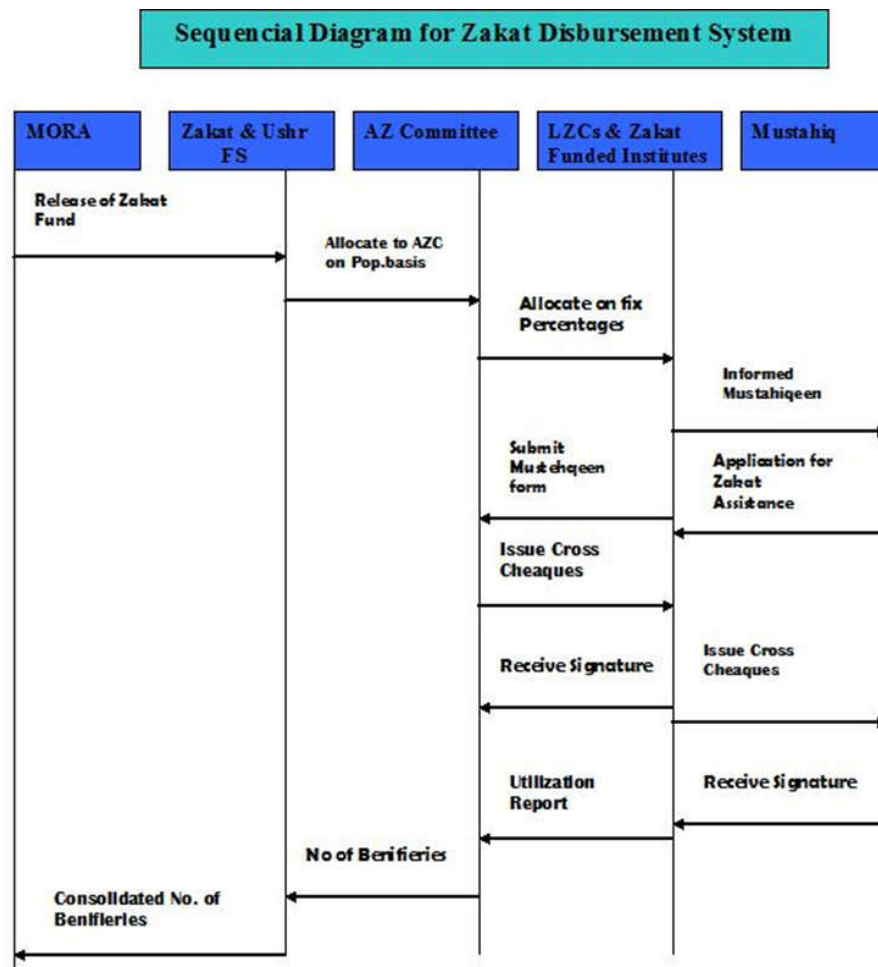 Sequencial Diagram for Zakat Disbursement System
MORA
Zakat & Ushr
FS
AZ Committee
LZCs & Zakat
Funded Institutes
Mustahiq
Release of Zakat
Fund
Allocate to AZC
on Pop.basis
Allocate on fix
Percentages
Informed
Mustahiqeen
Submit
Mustehqeen
form
Application for
Zakat
Assistance
Issue Cross
Cheaques
Receive Signature
Issue Cross
Cheaques
Utilization
Report
Receive Signature
No of Benifieries
Consolidated No. of
Benifieries